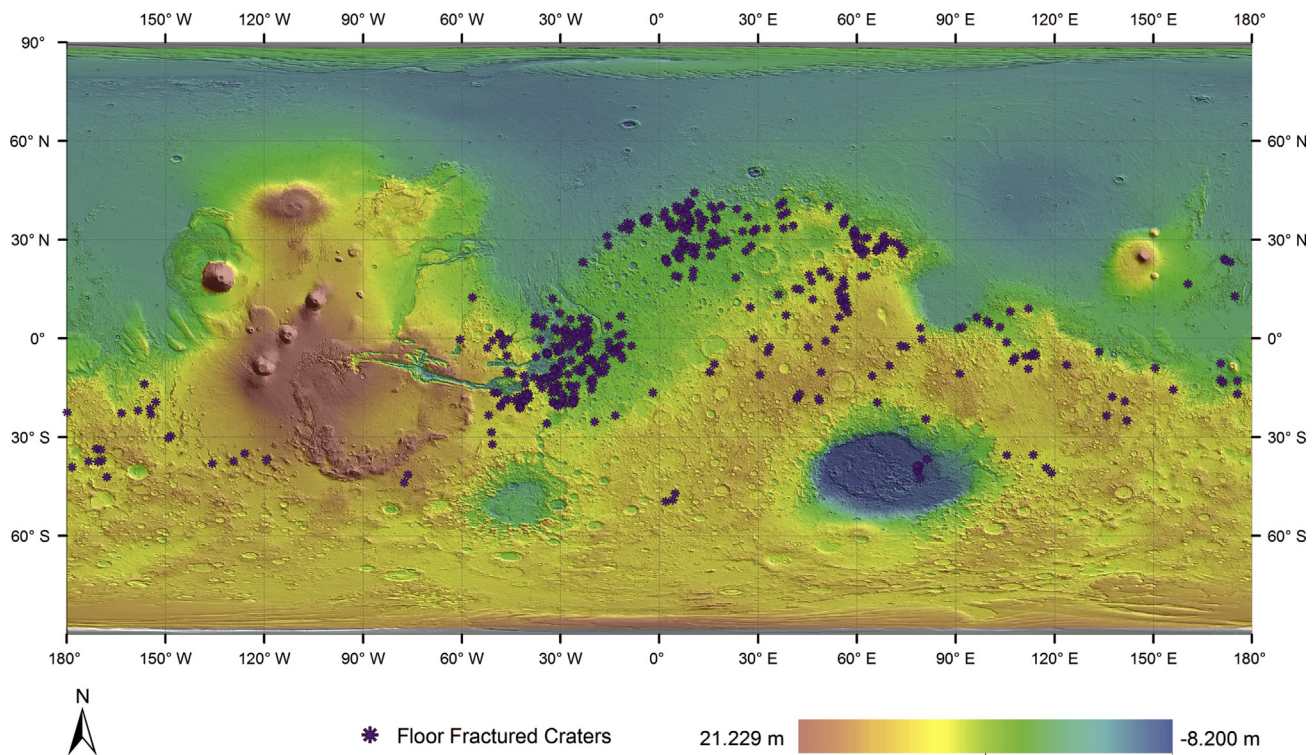 150° W 120° W 90° W 60° W 30° W 0° 30° E 60° E 90° E 120° E 150° E 180°
90°
60° N 60° N
30° N 30° N
0° 0°
30° S 30° S
60° S 60° S
180° 150° W 120° W 90° W 60° W 30° W 0° 30° E 60° E 90° E 120° E 150° E 180°
N
Floor Fractured Craters 21.229 m -8.200 m